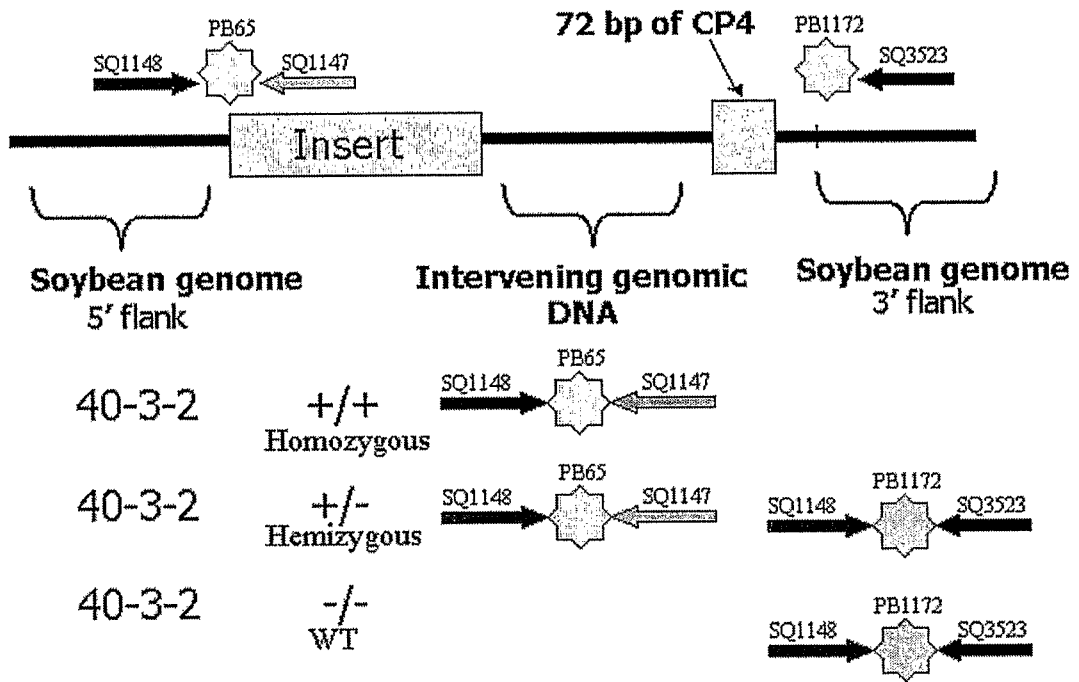 PB65
72 bp of CP4
PB1172
SQ1148
SQ1147
SQ3523
Insert
Soybean genome
5' flank
Intervening genomic
DNA
Soybean genome
3' flank
40-3-2
+/+
Homozygous
SQ1148
PB65
SQ1147
40-3-2
+/-
Hemizygous
SQ1148
PB65
SQ1147
SQ1148
PB1172
SQ3523
40-3-2
-/-
WT
SQ1148
PB1172
SQ3523